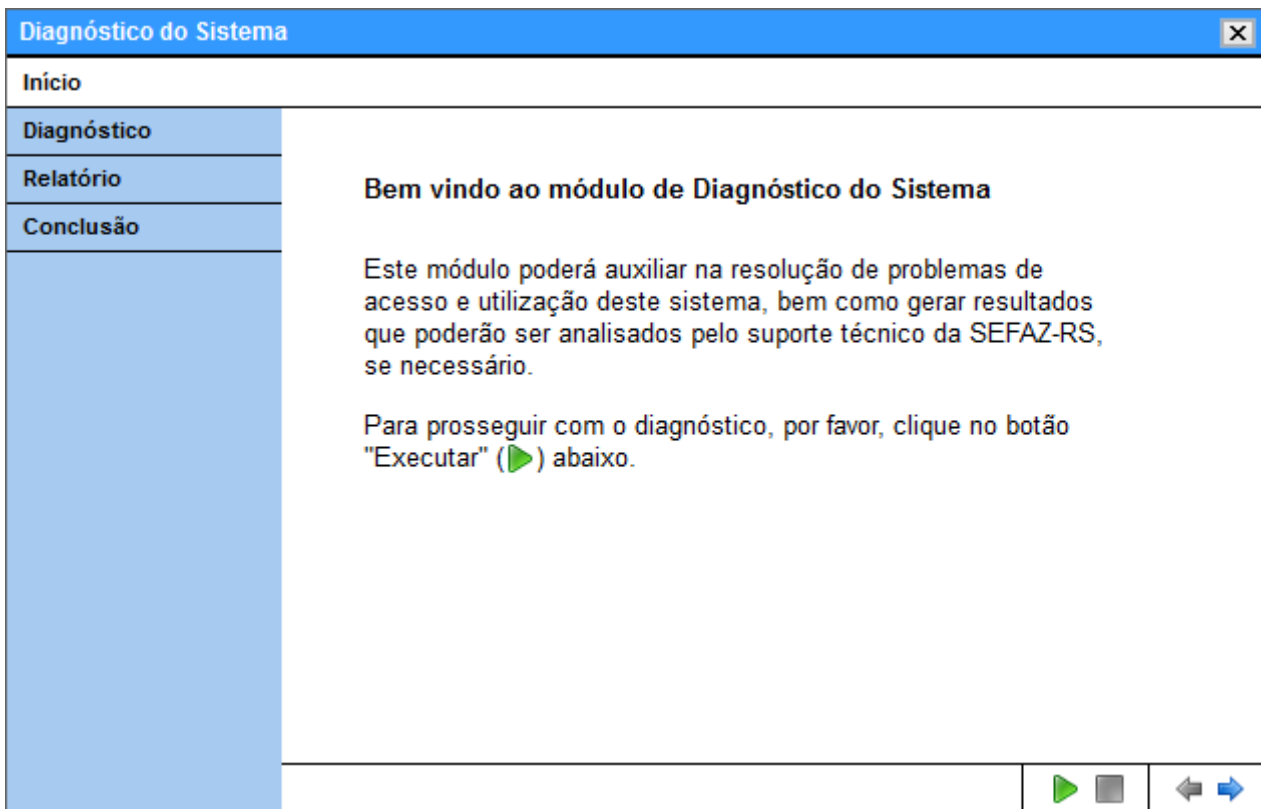 Diagnóstico do Sistema
Início
Diagnóstico
Relatório
Conclusão
Bem vindo ao módulo de Diagnóstico do Sistema
Este módulo poderá auxiliar na resolução de problemas de
acesso e utilização deste sistema, bem como gerar resultados
que poderão ser analisados pelo suporte técnico da SEFAZ-RS,
se necessário.
Para prosseguir com o diagnóstico, por favor, clique no botão
"Executar" ( ) abaixo.